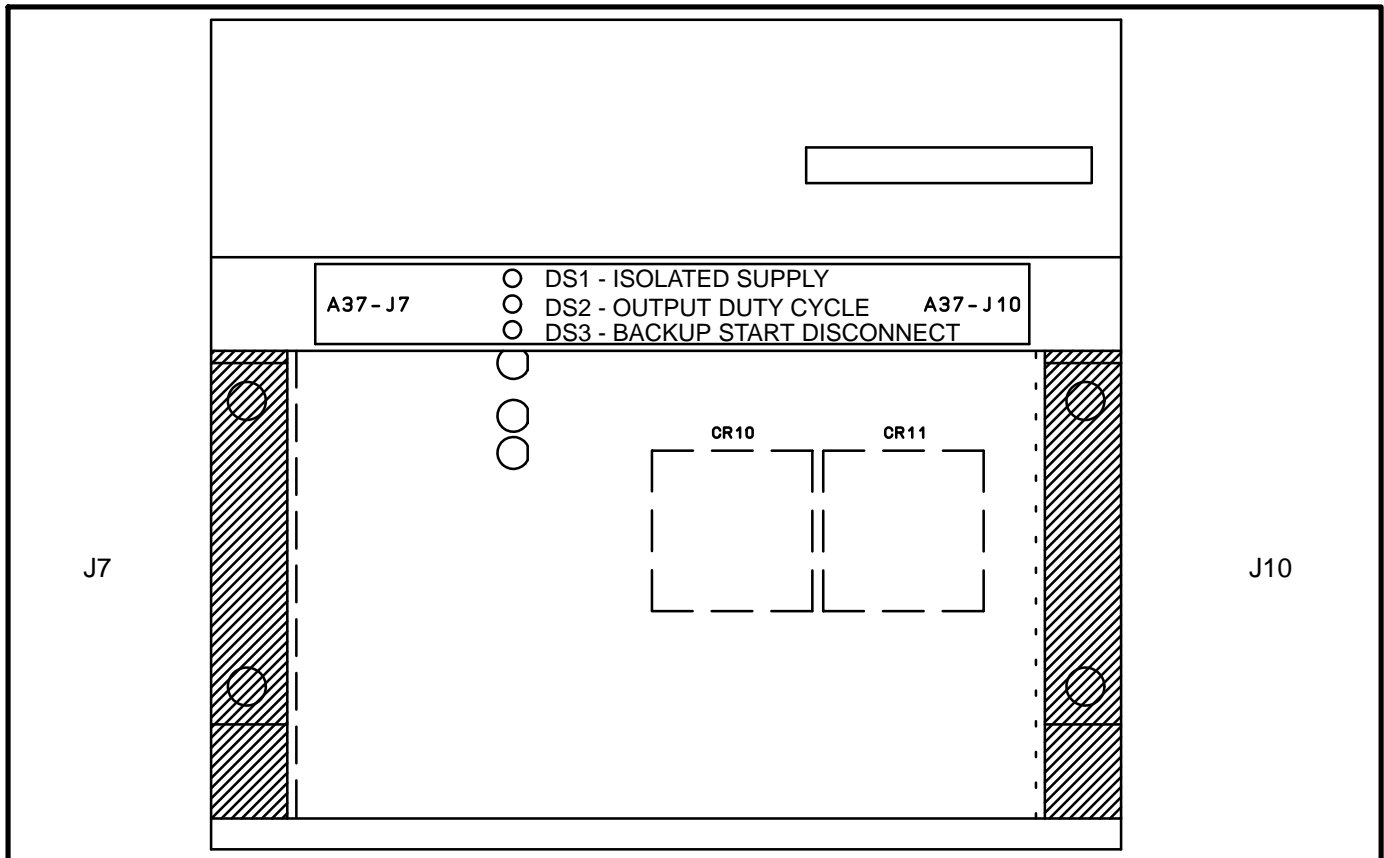 DS1 - ISOLATED SUPPLY
A37-J7
DS2 - OUTPUT DUTY CYCLE
A37-J10
DS3 - BACKUP START DISCONNECT
CR10
CR11
J7
J10